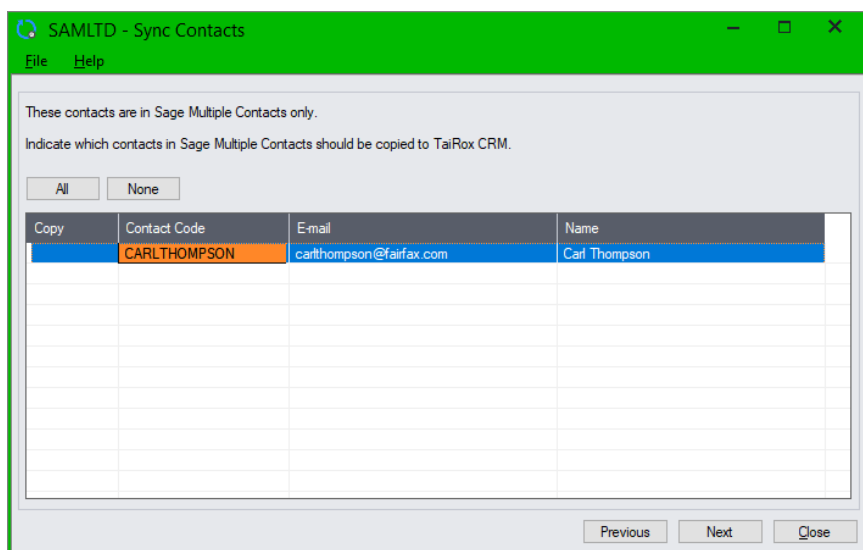 SAMLTD - Sync Contacts
File Help
These contacts are in Sage Multiple Contacts only.
Indicate which contacts in Sage Multiple Contacts should be copied to TaiRox CRM.
All None
Copy Contact Code E-mail Name
CARLTHOMPSON carlthompson@fairfax.com Carl Thompson
Previous Next Close